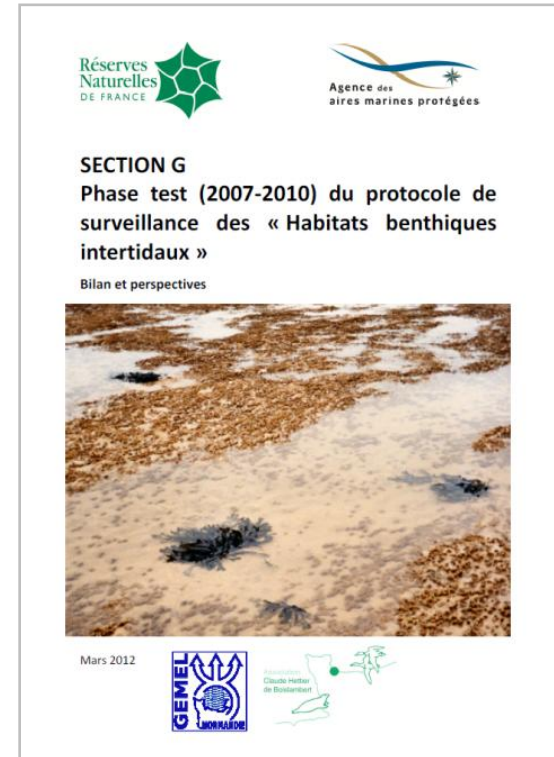 Réserves
Naturelles
DE FRANCE
Agence des
aires marines protégées
SECTION G
Phase test (2007-2010) du protocole de
surveillance des « Habitats benthiques
intertidaux »
Bilan et perspectives
Mars 2012
GEMEL
NORMANDIE
Association
Claude Hettier
de Boislambert